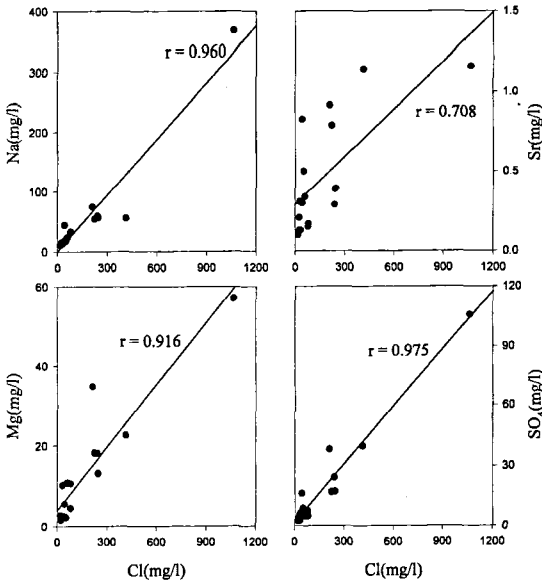 400
300
200
100
0
Na(mg/l)
r = 0.960
0 300 600 900 1200
1.5
1.0
0.5
0.0
Sr(mg/l)
r = 0.708
0 300 600 900 1200
60
40
20
0
Mg(mg/l)
r = 0.916
0 300 600 900 1200
Cl(mg/l)
120
90
60
30
0
SO4(mg/l)
r = 0.975
0 300 600 900 1200
Cl(mg/l)